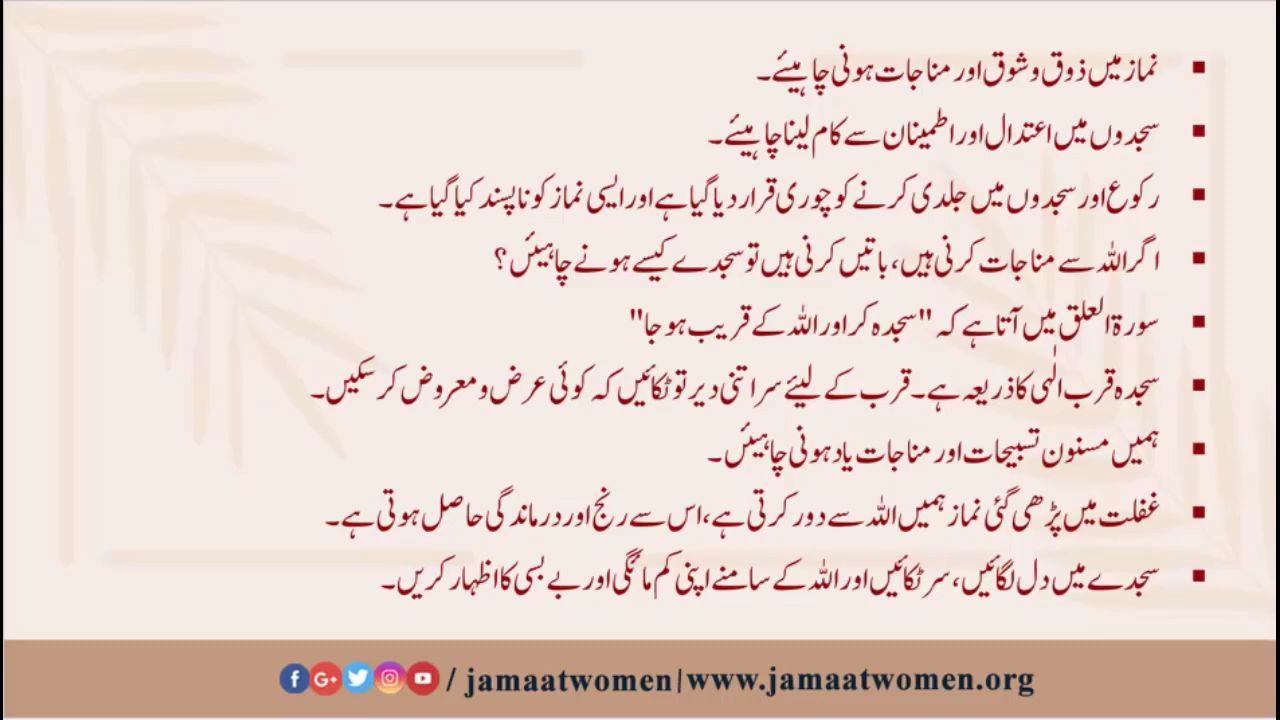 ▪ نماز میں ذوق و شوق اور مناجات ہونی چاہیئے۔
▪ سجدوں میں اعتدال اور اطمینان سے کام لینا چاہیئے۔
▪ رکوع اور سجدوں میں جلدی کرنے کو چوری قرار دیا گیا ہے اور ایسی نماز کو ناپسند کیا گیا ہے۔
▪ اگر اللہ سے مناجات کرنی ہیں، باتیں کرنی ہیں تو سجدے کیسے ہونے چاہیئں؟
▪ سورۃ العلق میں آتا ہے کہ "سجدہ کر اور اللہ کے قریب ہو جا"
▪ سجدہ قرب الٰہی کا ذریعہ ہے۔ قرب کے لیئے سر اتنی دیر تو ٹکائیں کہ کوئی عرض و معروض کر سکیں۔
▪ ہمیں مسنون تسبیحات اور مناجات یاد ہونی چاہیئں۔
▪ غفلت میں پڑھی گئی نماز ہمیں اللہ سے دور کرتی ہے، اس سے رنج اور درماندگی حاصل ہوتی ہے۔
▪ سجدے میں دل لگائیں، سر ٹکائیں اور اللہ کے سامنے اپنی کم مائگی اور بے بسی کا اظہار کریں۔
/ jamaatwomen|www.jamaatwomen.org